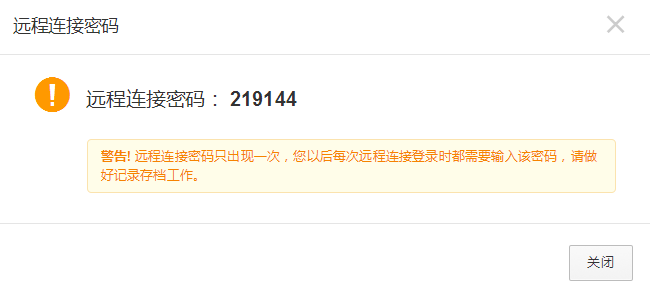 远程连接密码
远程连接密码： 219144
警告! 远程连接密码只出现一次，您以后每次远程连接登录时都需要输入该密码，请做
好记录存档工作。
关闭